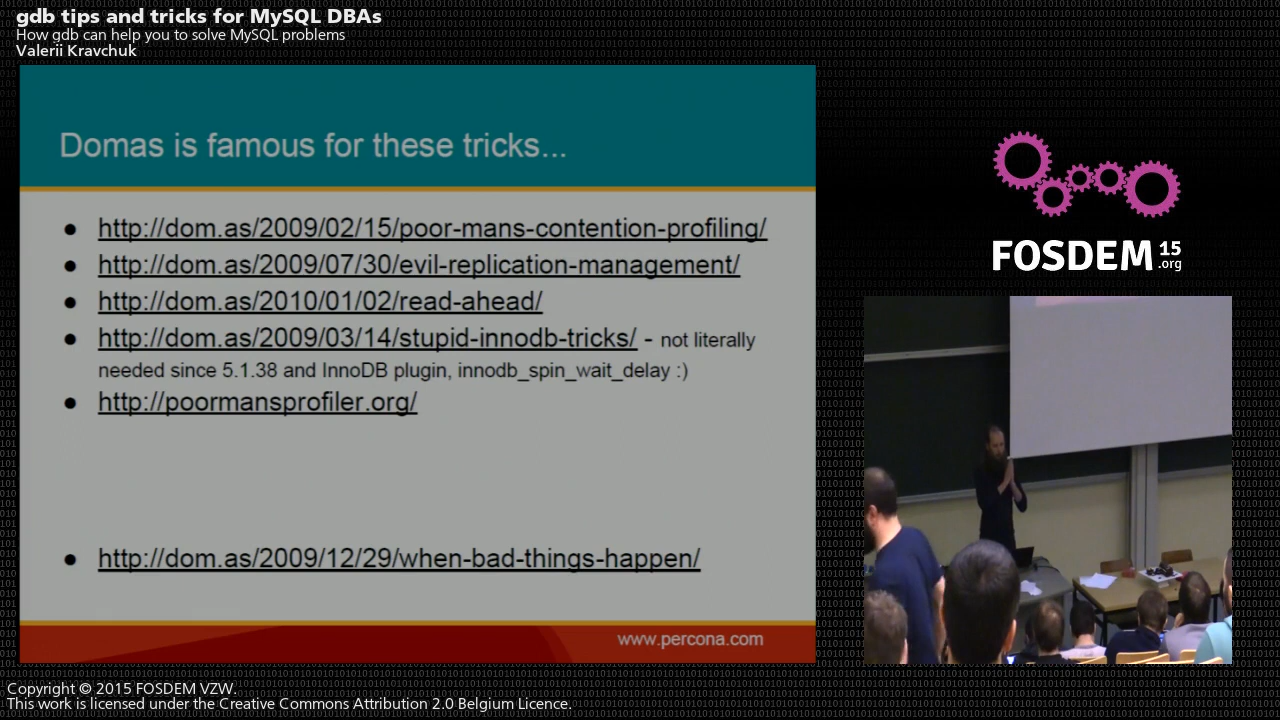 gdb tips and tricks for MySQL DBAs
How gdb can help you to solve MySQL problems
Valerii Kravchuk
Domas is famous for these tricks...
● http://dom.as/2009/02/15/poor-mans-contention-profiling/
● http://dom.as/2009/07/30/evil-replication-management/
● http://dom.as/2010/01/02/read-ahead/
● http://dom.as/2009/03/14/stupid-innodb-tricks/ - not literally
needed since 5.1.38 and InnoDB plugin, innodb_spin_wait_delay :)
● http://poormansprofiler.org/
● http://dom.as/2009/12/29/when-bad-things-happen/
www.percona.com
FOSDEM 15
.org
Copyright © 2015 FOSDEM VZW.
This work is licensed under the Creative Commons Attribution 2.0 Belgium Licence.